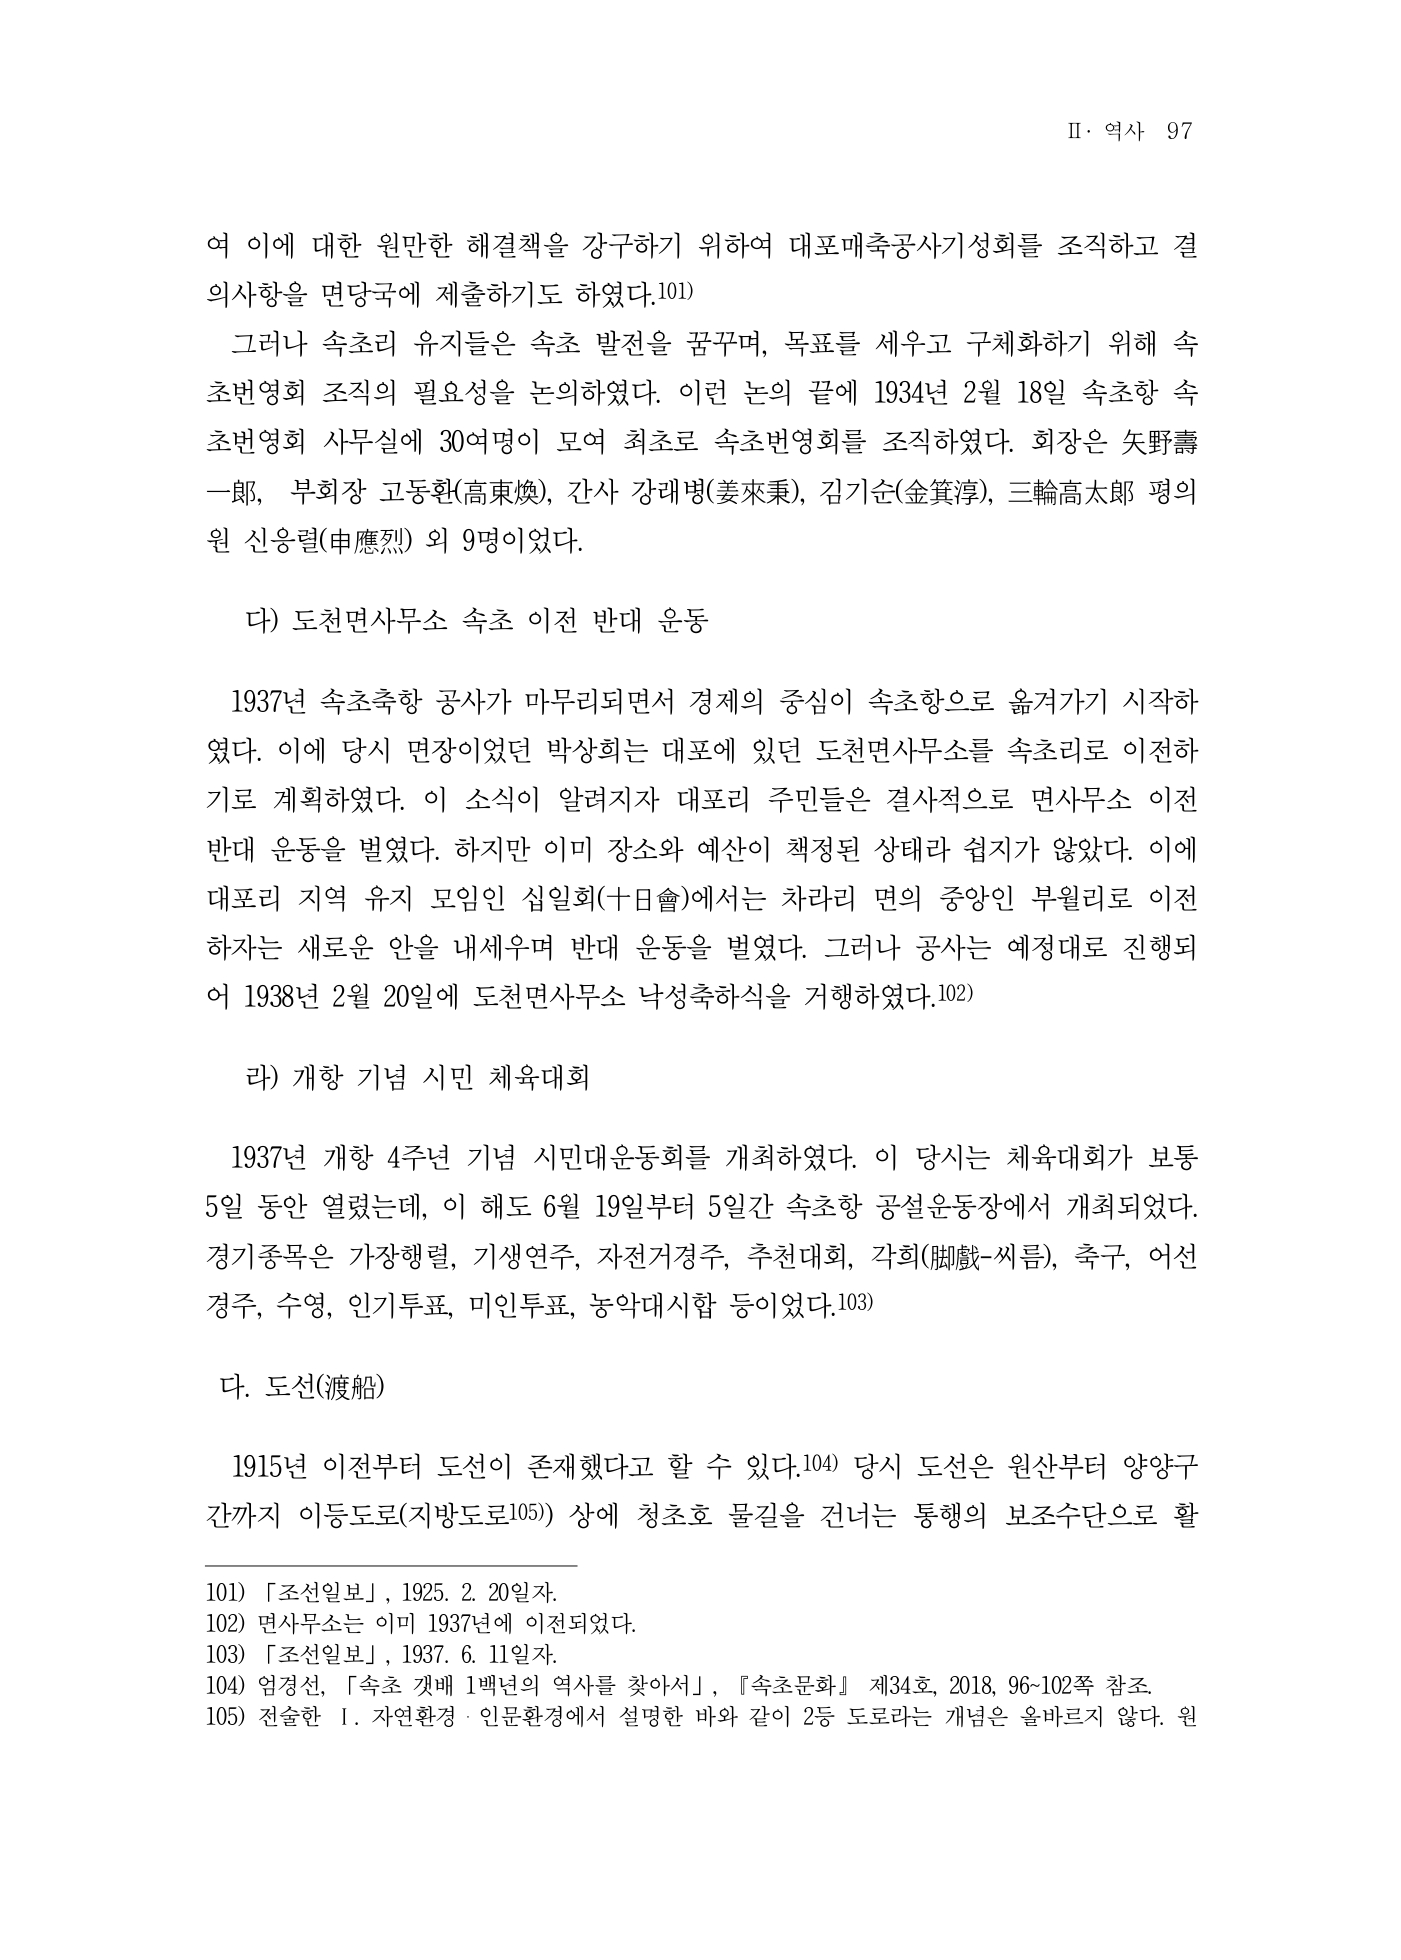 Ⅱ· 역사 97
여 이에 대한 원만한 해결책을 강구하기 위하여 대포매축공사기성회를 조직하고 결
의사항을 면당국에 제출하기도 하였다.101)
그러나 속초리 유지들은 속초 발전을 꿈꾸며, 목표를 세우고 구체화하기 위해 속
초번영회 조직의 필요성을 논의하였다. 이런 논의 끝에 1934년 2월 18일 속초항 속
초번영회 사무실에 30여명이 모여 최초로 속초번영회를 조직하였다. 회장은 矢野壽
一郞, 부회장 고동환(高東煥), 간사 강래병(姜來秉), 김기순(金箕淳), 三輪高太郞 평의
원 신응렬(申應烈) 외 9명이었다.
다) 도천면사무소 속초 이전 반대 운동
1937년 속초축항 공사가 마무리되면서 경제의 중심이 속초항으로 옮겨가기 시작하
였다. 이에 당시 면장이었던 박상희는 대포에 있던 도천면사무소를 속초리로 이전하
기로 계획하였다. 이 소식이 알려지자 대포리 주민들은 결사적으로 면사무소 이전
반대 운동을 벌였다. 하지만 이미 장소와 예산이 책정된 상태라 쉽지가 않았다. 이에
대포리 지역 유지 모임인 십일회(十日會)에서는 차라리 면의 중앙인 부월리로 이전
하자는 새로운 안을 내세우며 반대 운동을 벌였다. 그러나 공사는 예정대로 진행되
어 1938년 2월 20일에 도천면사무소 낙성축하식을 거행하였다.102)
라) 개항 기념 시민 체육대회
1937년 개항 4주년 기념 시민대운동회를 개최하였다. 이 당시는 체육대회가 보통
5일 동안 열렸는데, 이 해도 6월 19일부터 5일간 속초항 공설운동장에서 개최되었다.
경기종목은 가장행렬, 기생연주, 자전거경주, 추천대회, 각희(脚戲-씨름), 축구, 어선
경주, 수영, 인기투표, 미인투표, 농악대시합 등이었다.103)
다. 도선(渡船)
1915년 이전부터 도선이 존재했다고 할 수 있다.104) 당시 도선은 원산부터 양양구
간까지 이등도로(지방도로105)) 상에 청초호 물길을 건너는 통행의 보조수단으로 활
101) 「조선일보」, 1925. 2. 20일자.
102) 면사무소는 이미 1937년에 이전되었다.
103) 「조선일보」, 1937. 6. 11일자.
104) 엄경선, 「속초 갯배 1백년의 역사를 찾아서」, 『속초문화』 제34호, 2018, 96~102쪽 참조.
105) 전술한 Ⅰ. 자연환경·인문환경에서 설명한 바와 같이 2등 도로라는 개념은 올바르지 않다. 원